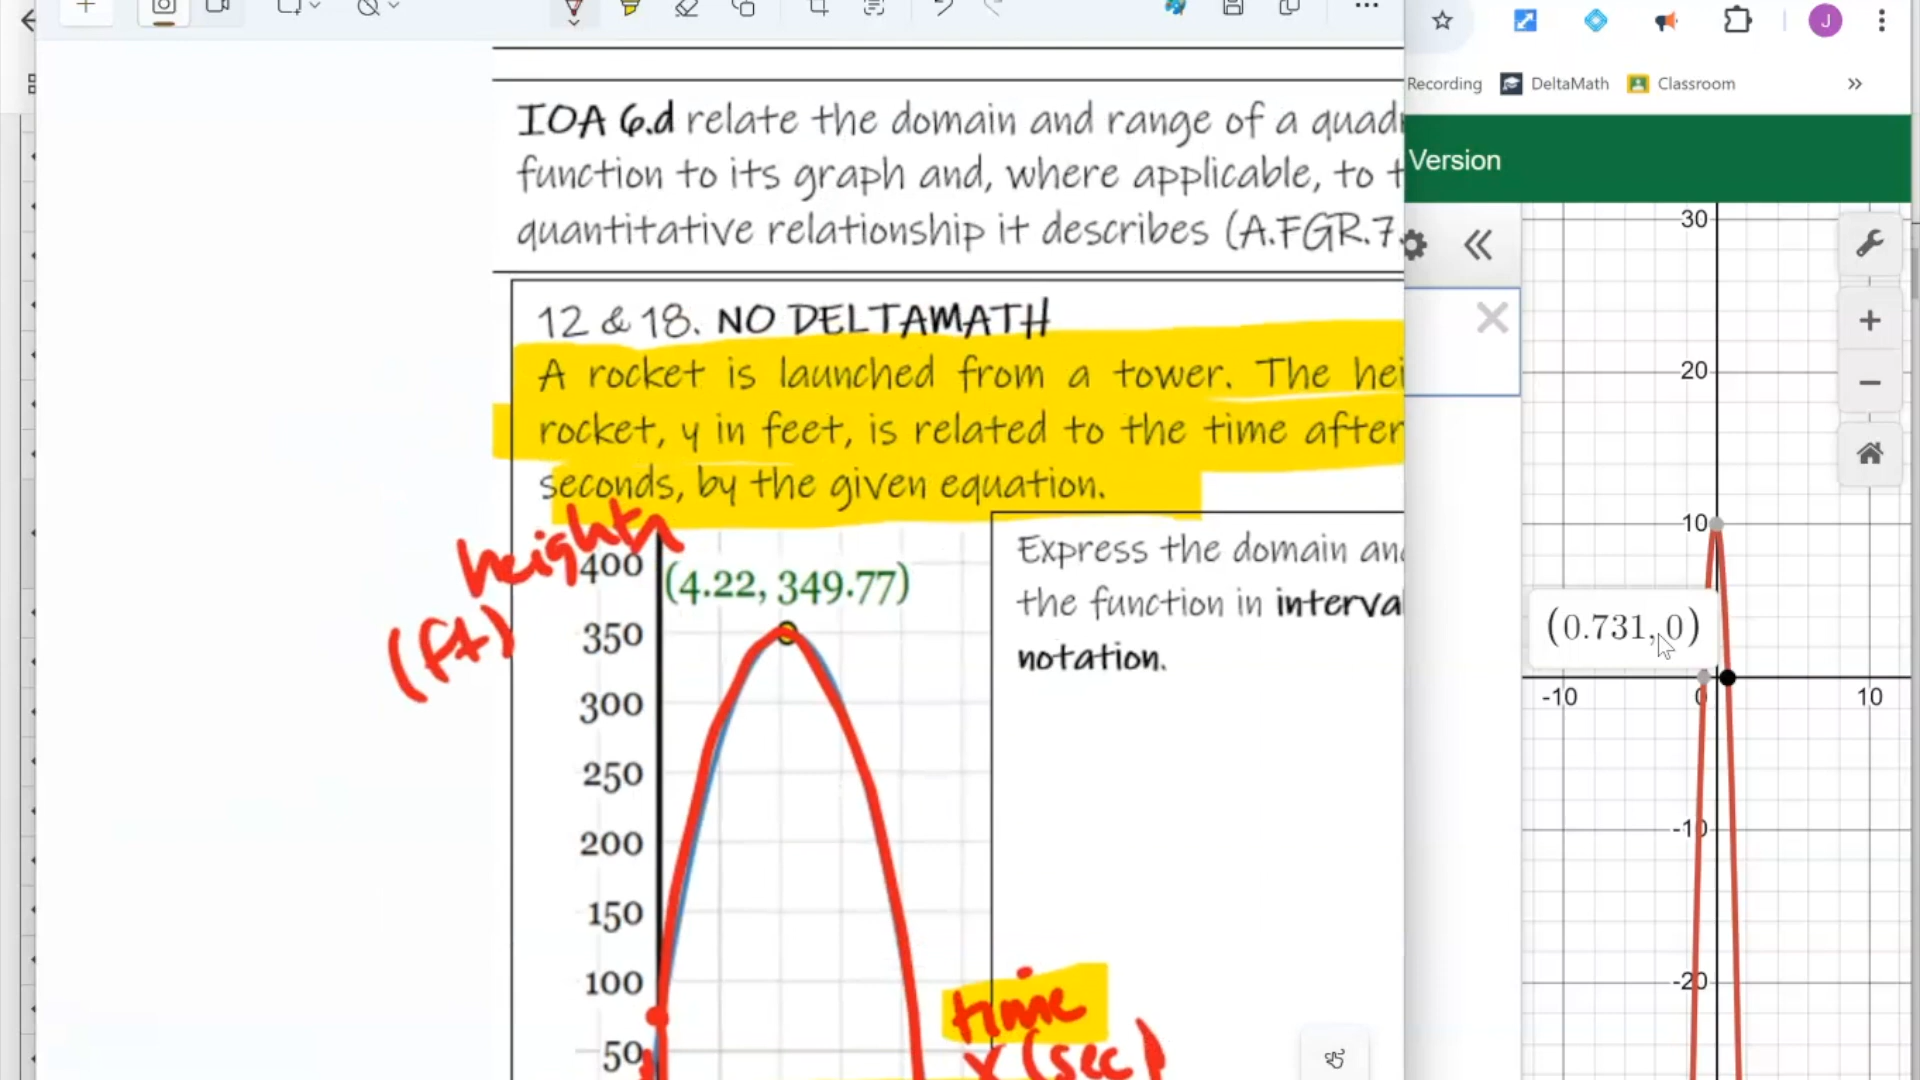 Recording
DeltaMath
Classroom
J
Version
IOA 6.d relate the domain and range of a quad
function to its graph and, where applicable, to t
quantitative relationship it describes (A.FGR.7.
12 & 18. NO DELTAMATH
A rocket is launched from a tower. The hei
rocket, y in feet, is related to the time after
seconds, by the given equation.
height
(ft)
400
(4.22, 349.77)
350
300
250
200
150
100
50
time
x (sec)
Express the domain and
the function in interva
notation.
30
20
10
(0.731, 0)
-10
0
10
-10
-20